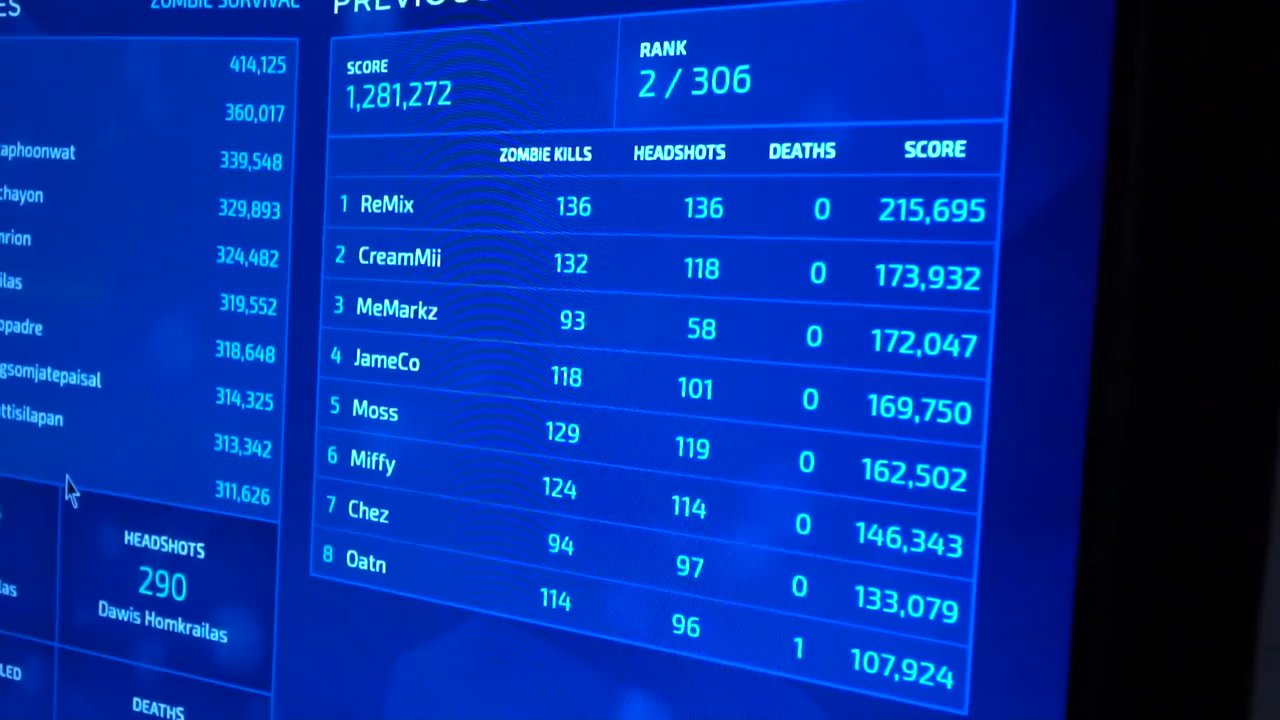 ES
ZOMBIE SURVIVAL
414,125
360,017
aphoonwat 339,548
chayon 329,893
nrion 324,482
ilas 319,552
opadre 318,648
gsomjatepaisal 314,325
ttisilapan 313,342
311,626
HEADSHOTS
290
las Dawis Homkrailas
LED
DEATHS
SCORE
1,281,272
RANK
2 / 306
ZOMBIE KILLS HEADSHOTS DEATHS SCORE
1 ReMix 136 136 0 215,695
2 CreamMii 132 118 0 173,932
3 MeMarkz 93 58 0 172,047
4 JameCo 118 101 0 169,750
5 Moss 129 119 0 162,502
6 Miffy 124 114 0 146,343
7 Chez 94 97 0 133,079
8 Oatn 114 96 1 107,924